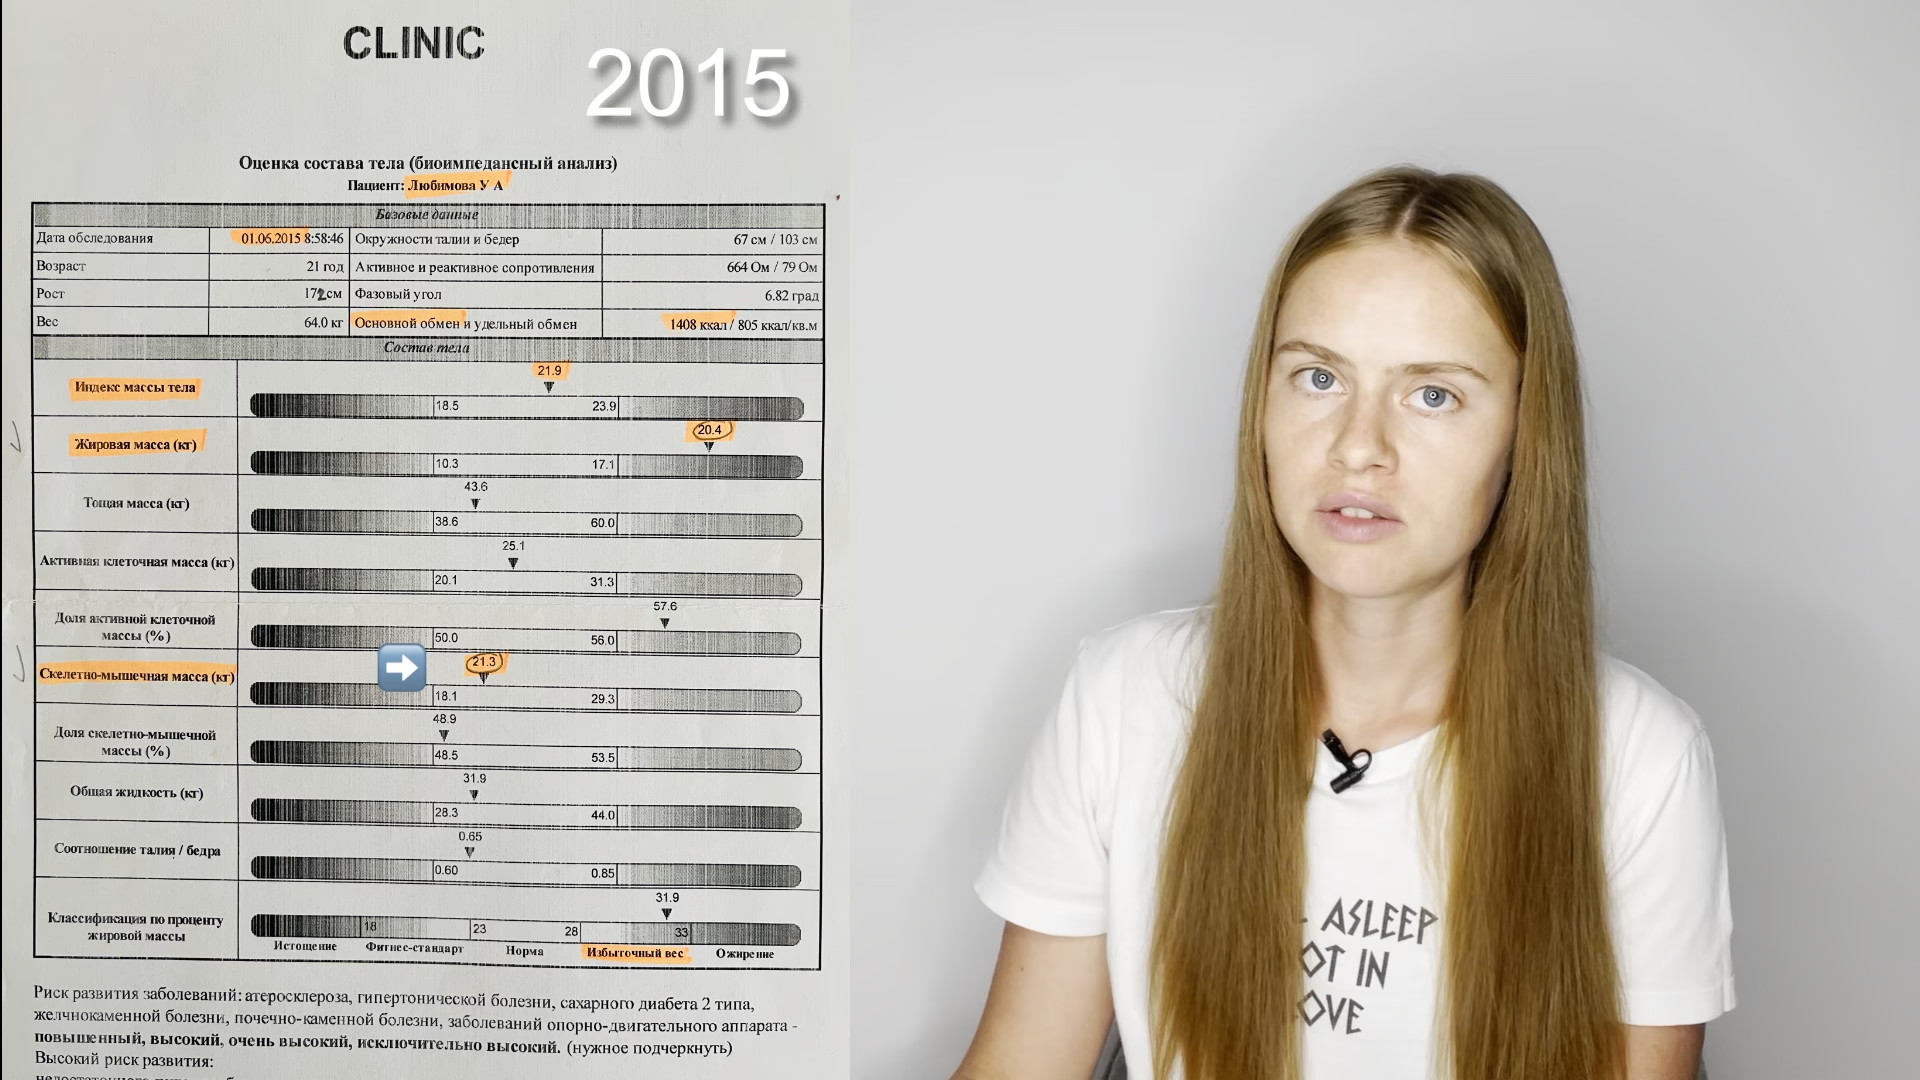 CLINIC
2015
Оценка состава тела (биоимпедансный анализ)
Пациент: Любимова У А
Базовые данные
Дата обследования 01.06.2015 8:58:46 Окружности талии и бедер 67 см / 103 см
Возраст 21 год Активное и реактивное сопротивления 664 Ом / 79 Ом
Рост 172 см Фазовый угол 6.82 град
Вес 64.0 кг Основной обмен и удельный обмен 1408 ккал / 805 ккал/кв.м
Состав тела
21.9
Индекс массы тела
18.5 23.9
20.4
Жировая масса (кг)
10.3 17.1
43.6
Тощая масса (кг)
38.6 60.0
25.1
Активная клеточная масса (кг)
20.1 31.3
57.6
Доля активной клеточной
массы (%)
50.0 56.0
21.3
Скелетно-мышечная масса (кг)
18.1 29.3
48.9
Доля скелетно-мышечной
массы (%)
48.5 53.5
31.9
Общая жидкость (кг)
28.3 44.0
0.65
Соотношение талия / бедра
0.60 0.85
31.9
Классификация по проценту
жировой массы
18 23 28 33
Истощение Фитнес-стандарт Норма Избыточный вес Ожирение
Риск развития заболеваний: атеросклероза, гипертонической болезни, сахарного диабета 2 типа,
желчнокаменной болезни, почечно-каменной болезни, заболеваний опорно-двигательного аппарата -
повышенный, высокий, очень высокий, исключительно высокий. (нужное подчеркнуть)
Высокий риск развития:
ASLEEP
OT IN
OVE